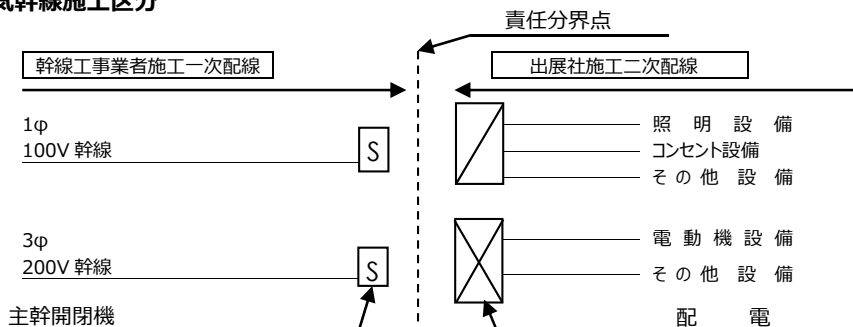 気幹線施工区分
責任分界点
幹線工事業者施工一次配線
出展社施工二次配線
1φ
100V 幹線
S
照 明 設 備
コンセント設備
そ の 他 設 備
3φ
200V 幹線
S
電 動 機 設 備
そ の 他 設 備
主幹開閉機
配 電